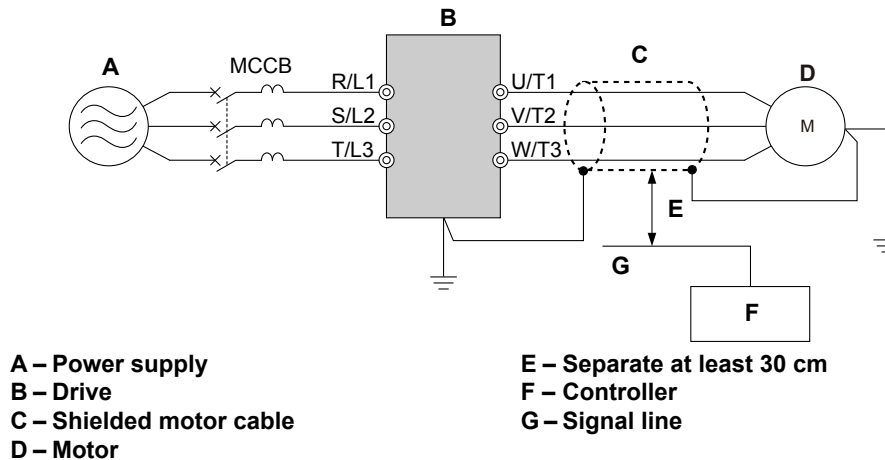 B
A
MCCB
C
D
R/L1
U/T1
S/L2
V/T2
M
T/L3
W/T3
E
G
F
A – Power supply
B – Drive
C – Shielded motor cable
D – Motor
E – Separate at least 30 cm
F – Controller
G – Signal line